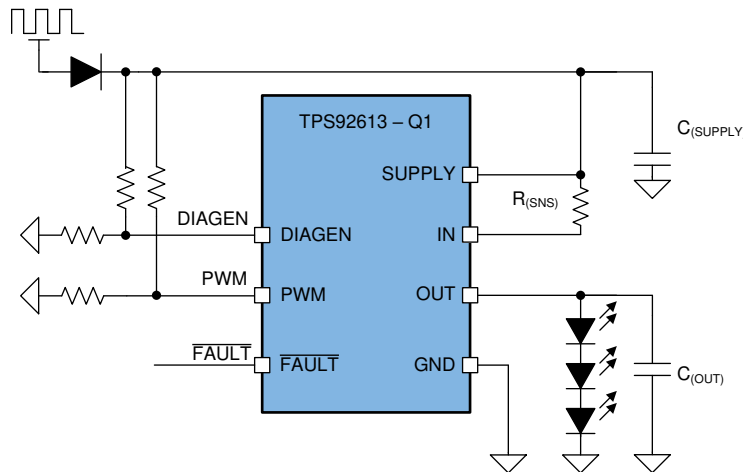 TPS92613 – Q1
C(SUPPLY
SUPPLY
R(SNS)
DIAGEN
DIAGEN
IN
PWM
PWM
OUT
FAULT
FAULT
GND
C(OUT)